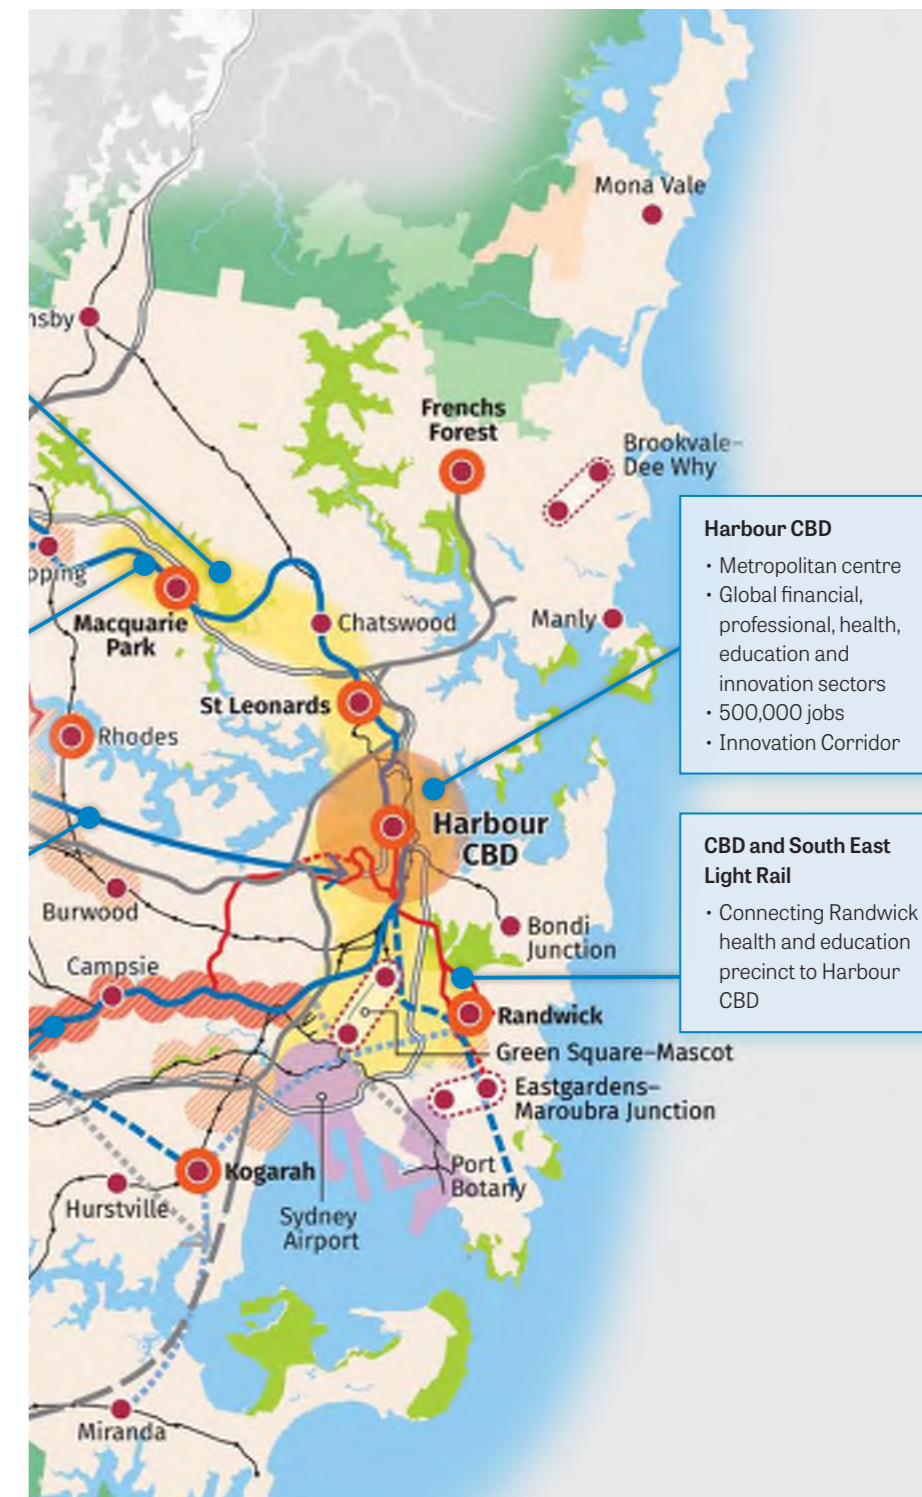 Mona Vale
nsby
Frenchs
Forest
Brookvale–
Dee Why
pping
Macquarie
Park
Chatswood
Manly
St Leonards
Rhodes
Harbour
CBD
Burwood
Bondi
Junction
Campsie
Randwick
Green Square–Mascot
Eastgardens–
Maroubra Junction
Kogarah
Port
Botany
Hurstville
Sydney
Airport
Miranda
Harbour CBD
· Metropolitan centre
· Global financial,
professional, health,
education and
innovation sectors
· 500,000 jobs
· Innovation Corridor
CBD and South East
Light Rail
· Connecting Randwick
health and education
precinct to Harbour
CBD